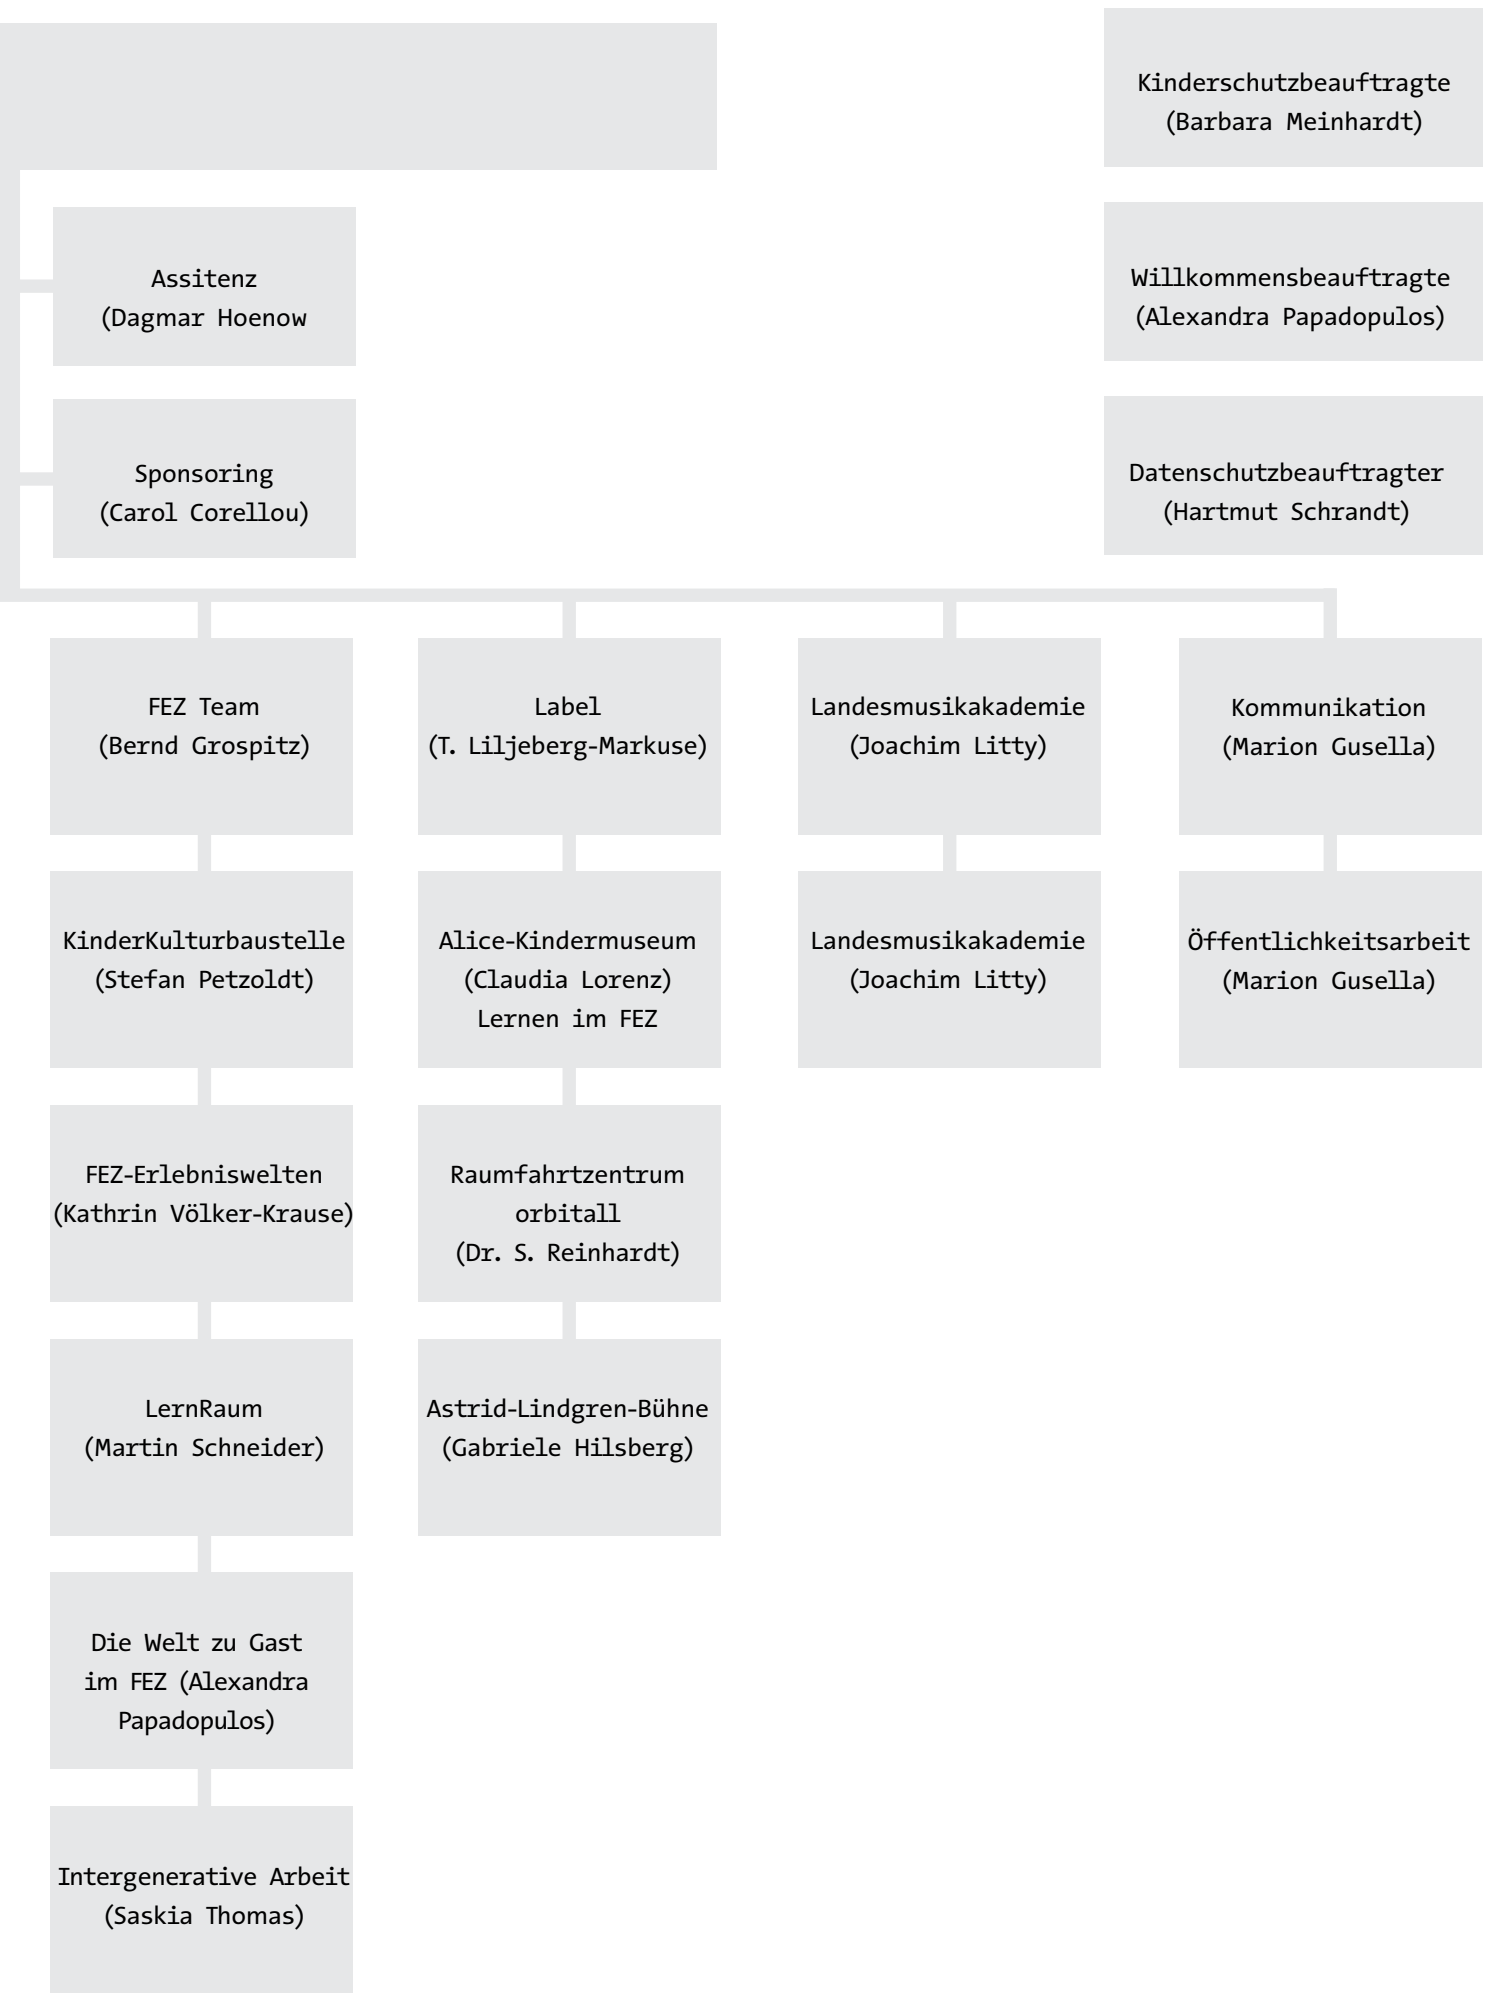 Kinderschutzbeauftragte
(Barbara Meinhardt)
Assitenz
(Dagmar Hoenow
Willkommensbeauftragte
(Alexandra Papadopulos)
Sponsoring
(Carol Corellou)
Datenschutzbeauftragter
(Hartmut Schrandt)
FEZ Team
(Bernd Grospitz)
Label
(T. Liljeberg-Markuse)
Landesmusikakademie
(Joachim Litty)
Kommunikation
(Marion Gusella)
KinderKulturbaustelle
(Stefan Petzoldt)
Alice-Kindermuseum
(Claudia Lorenz)
Lernen im FEZ
Landesmusikakademie
(Joachim Litty)
Öffentlichkeitsarbeit
(Marion Gusella)
FEZ-Erlebniswelten
(Kathrin Völker-Krause)
Raumfahrtzentrum
orbitall
(Dr. S. Reinhardt)
LernRaum
(Martin Schneider)
Astrid-Lindgren-Bühne
(Gabriele Hilsberg)
Die Welt zu Gast
im FEZ (Alexandra
Papadopulos)
Intergenerative Arbeit
(Saskia Thomas)